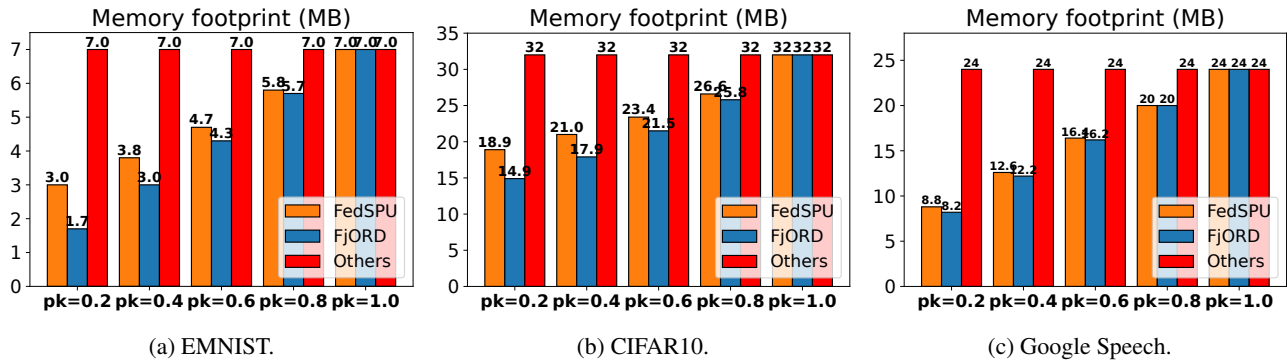 Memory footprint (MB)
7.0 7.0 7.0 7.0 7.0 7.0 7.0
5.8 5.7
4.7 4.3
3.8 3.0
3.0 1.7
7
6
5
4
3
2
1
0
FedSPU
FjORD
Others
pk=0.2 pk=0.4 pk=0.6 pk=0.8 pk=1.0
(a) EMNIST.
Memory footprint (MB)
32 32 32 32 32 32 32
26.6 25.8
23.4 21.5
21.0 17.9
18.9 14.9
35
30
25
20
15
10
5
0
FedSPU
FjORD
Others
pk=0.2 pk=0.4 pk=0.6 pk=0.8 pk=1.0
(b) CIFAR10.
Memory footprint (MB)
24 24 24 24 24 24 24
20 20
16.4 16.2
12.6 12.2
8.8 8.2
25
20
15
10
5
0
FedSPU
FjORD
Others
pk=0.2 pk=0.4 pk=0.6 pk=0.8 pk=1.0
(c) Google Speech.